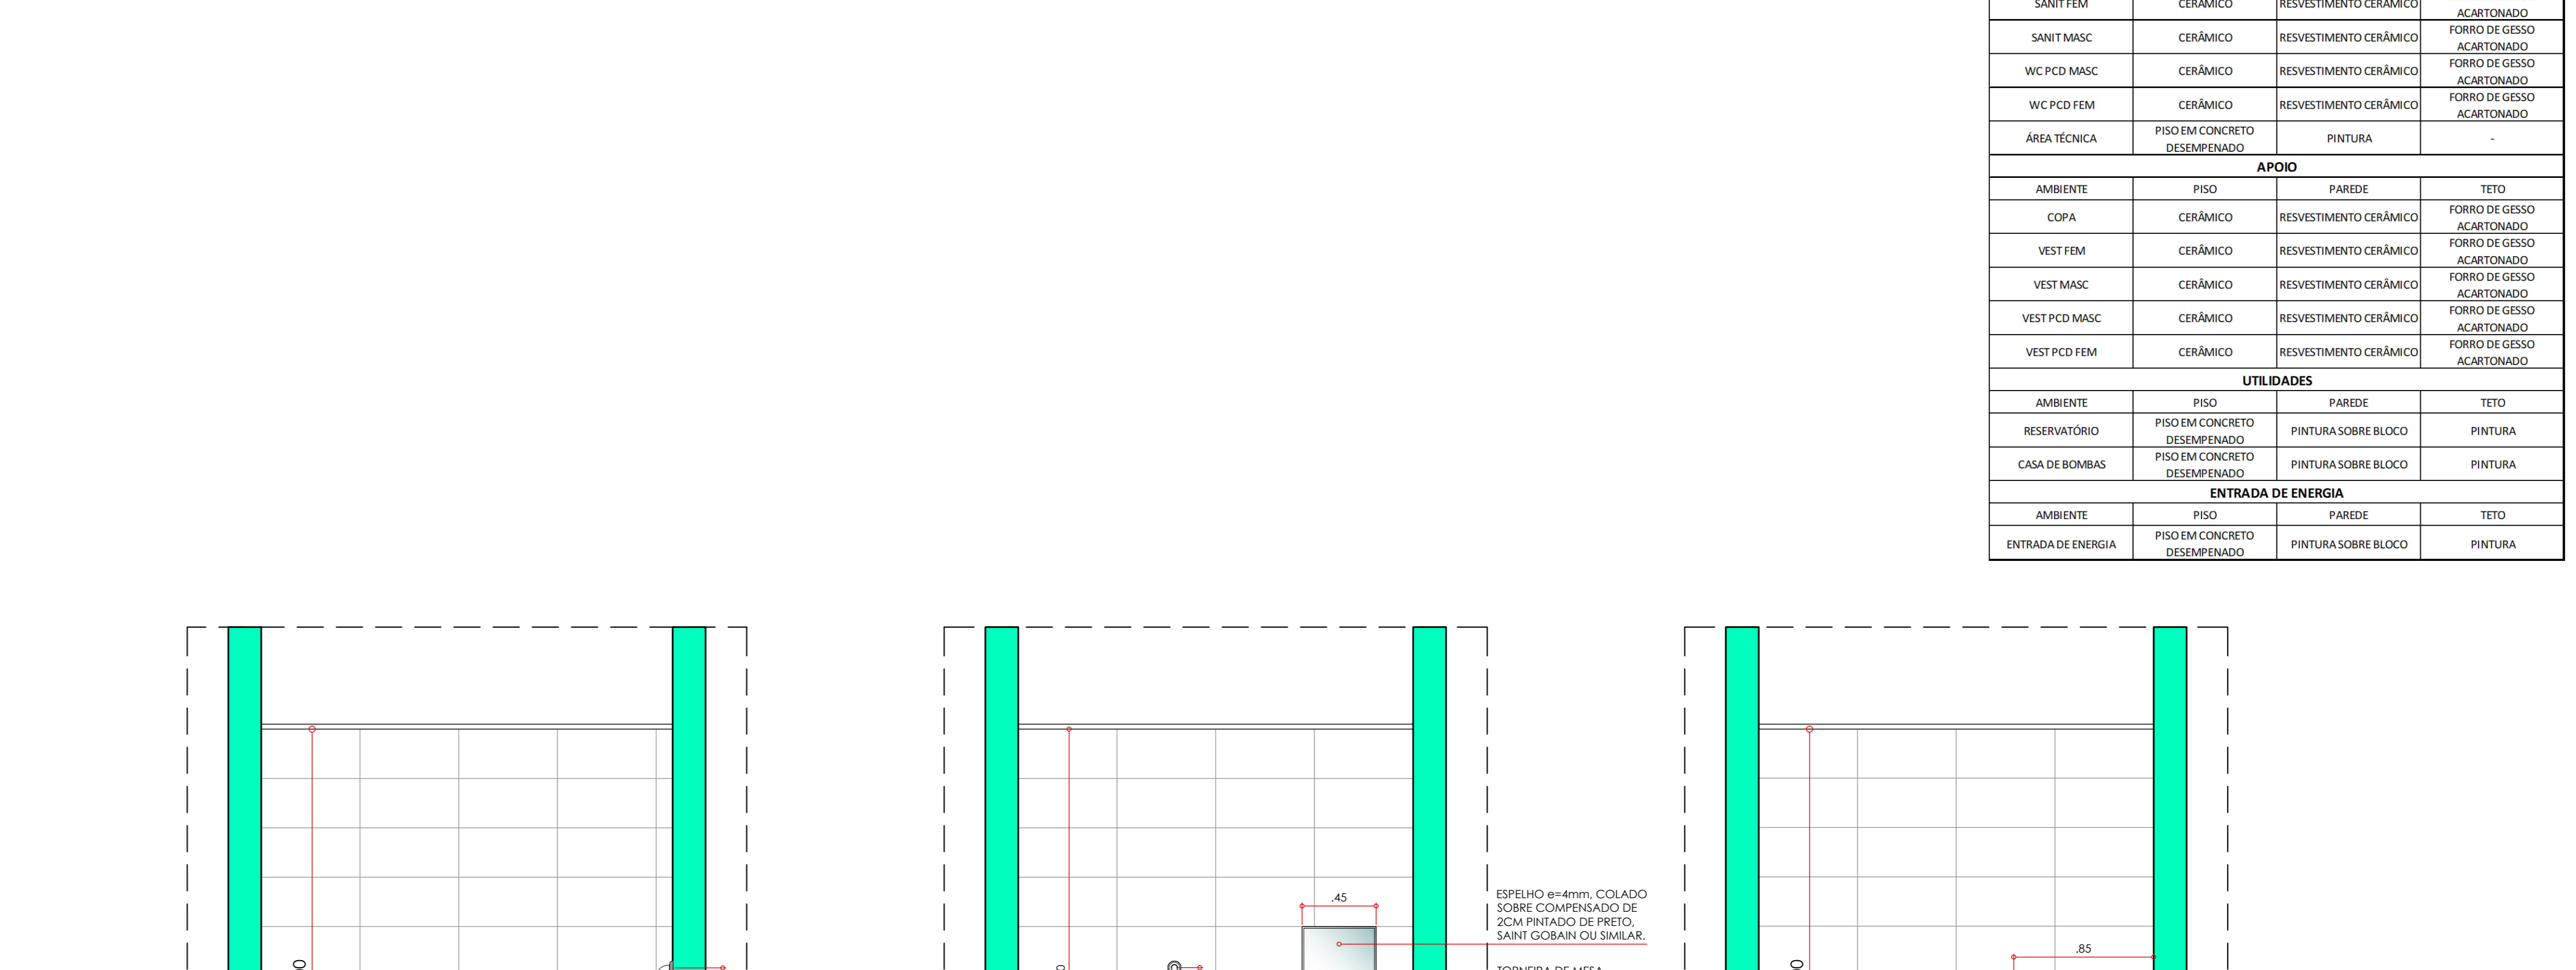 SANIT FEM CERÂMICO RESVESTIMENTO CERÂMICO ACARTONADO
SANIT MASC CERÂMICO RESVESTIMENTO CERÂMICO FORRO DE GESSO
ACARTONADO
WC PCD MASC CERÂMICO RESVESTIMENTO CERÂMICO FORRO DE GESSO
ACARTONADO
WC PCD FEM CERÂMICO RESVESTIMENTO CERÂMICO FORRO DE GESSO
ACARTONADO
ÁREA TÉCNICA PISO EM CONCRETO
DESEMPENADO PINTURA -
APOIO
AMBIENTE PISO PAREDE TETO
COPA CERÂMICO RESVESTIMENTO CERÂMICO FORRO DE GESSO
ACARTONADO
VEST FEM CERÂMICO RESVESTIMENTO CERÂMICO FORRO DE GESSO
ACARTONADO
VEST MASC CERÂMICO RESVESTIMENTO CERÂMICO FORRO DE GESSO
ACARTONADO
VEST PCD MASC CERÂMICO RESVESTIMENTO CERÂMICO FORRO DE GESSO
ACARTONADO
VEST PCD FEM CERÂMICO RESVESTIMENTO CERÂMICO FORRO DE GESSO
ACARTONADO
UTILIDADES
AMBIENTE PISO PAREDE TETO
RESERVATÓRIO PISO EM CONCRETO
DESEMPENADO PINTURA SOBRE BLOCO PINTURA
CASA DE BOMBAS PISO EM CONCRETO
DESEMPENADO PINTURA SOBRE BLOCO PINTURA
ENTRADA DE ENERGIA
AMBIENTE PISO PAREDE TETO
ENTRADA DE ENERGIA PISO EM CONCRETO
DESEMPENADO PINTURA SOBRE BLOCO PINTURA
.45
ESPELHO e=4mm, COLADO
SOBRE COMPENSADO DE
2CM PINTADO DE PRETO,
SAINT GOBAIN OU SIMILAR.
TORNEIRA DE MESA
.85